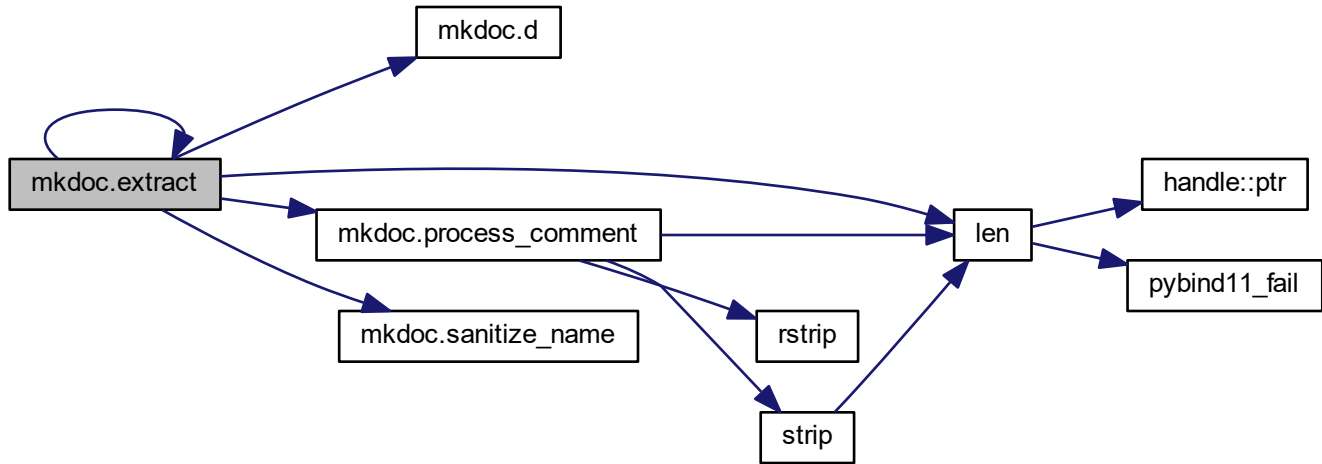 mkdoc.d
mkdoc.extract
handle::ptr
mkdoc.process_comment
len
pybind11_fail
mkdoc.sanitize_name
rstrip
strip